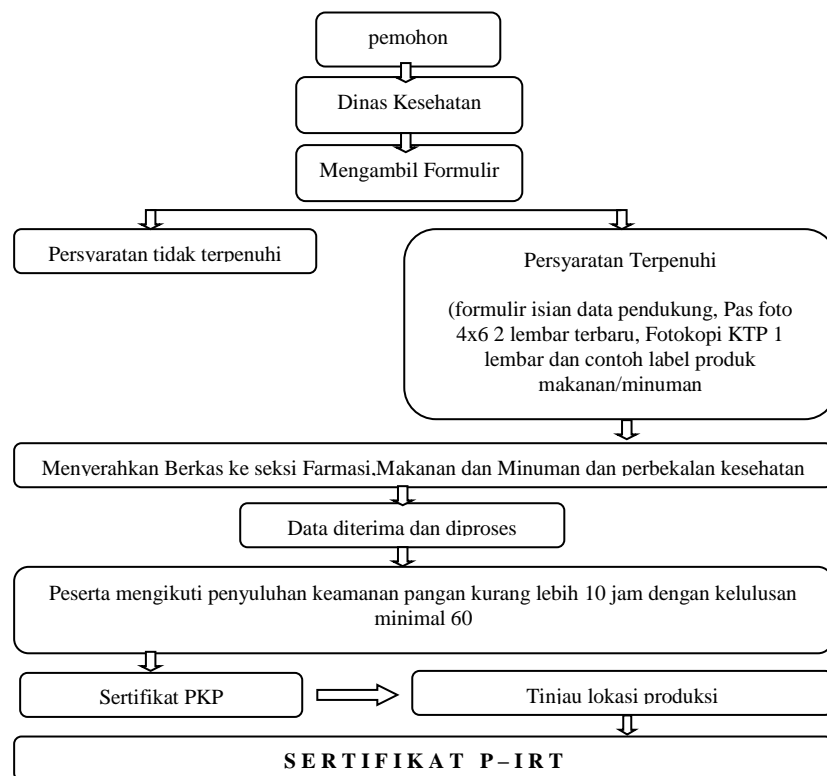 pemohon
Dinas Kesehatan
Mengambil Formulir
Persyaratan tidak terpenuhi
Persyaratan Terpenuhi
(formulir isian data pendukung, Pas foto
4x6 2 lembar terbaru, Fotokopi KTP 1
lembar dan contoh label produk
makanan/minuman
Menyerahkan Berkas ke seksi Farmasi,Makanan dan Minuman dan perbekalan kesehatan
Data diterima dan diproses
Peserta mengikuti penyuluhan keamanan pangan kurang lebih 10 jam dengan kelulusan
minimal 60
Sertifikat PKP
Tinjau lokasi produksi
SERTIFIKAT P–IRT